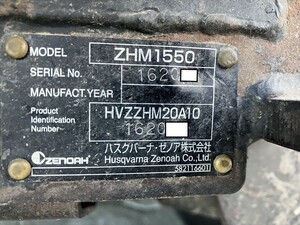 MODEL ZHM1550
SERIAL No. 1620
MANUFACT.YEAR
Product Identification Number HVZZHM20A10 1620
ZENOAH
ハスクバーナ・ゼノア株式会社
Husqvarna Zenoah Co., Ltd.